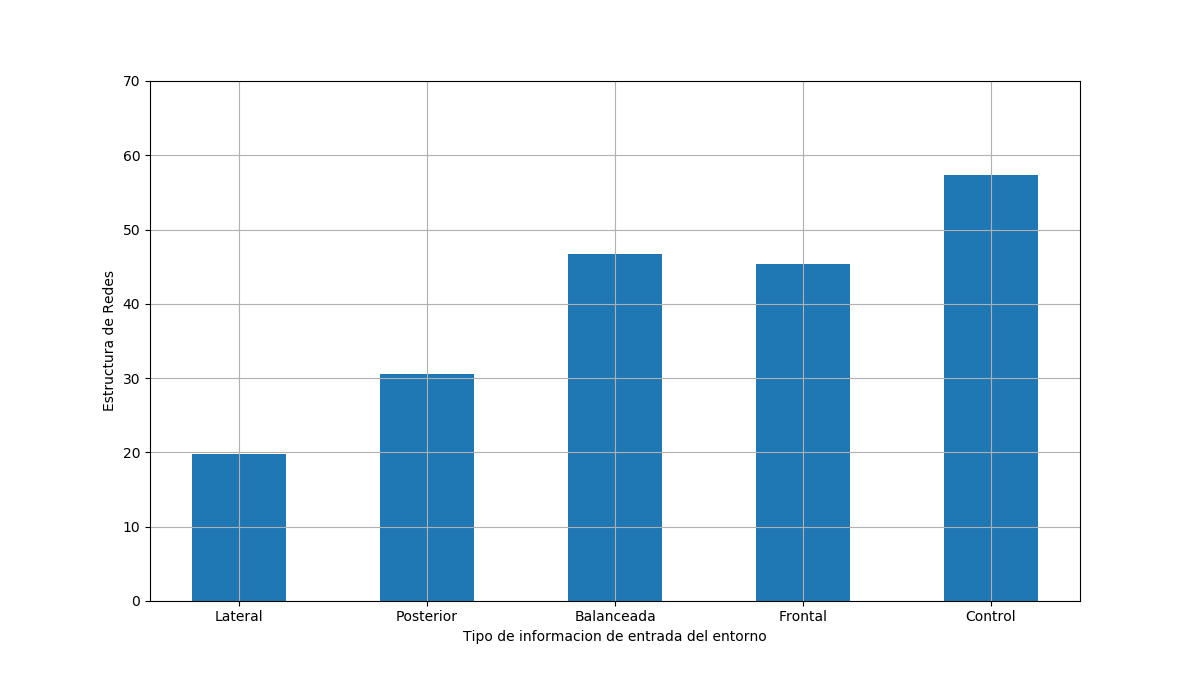 70
60
50
40
30
20
10
0
Estructura de Redes
Lateral Posterior Balanceada Frontal Control
Tipo de informacion de entrada del entorno